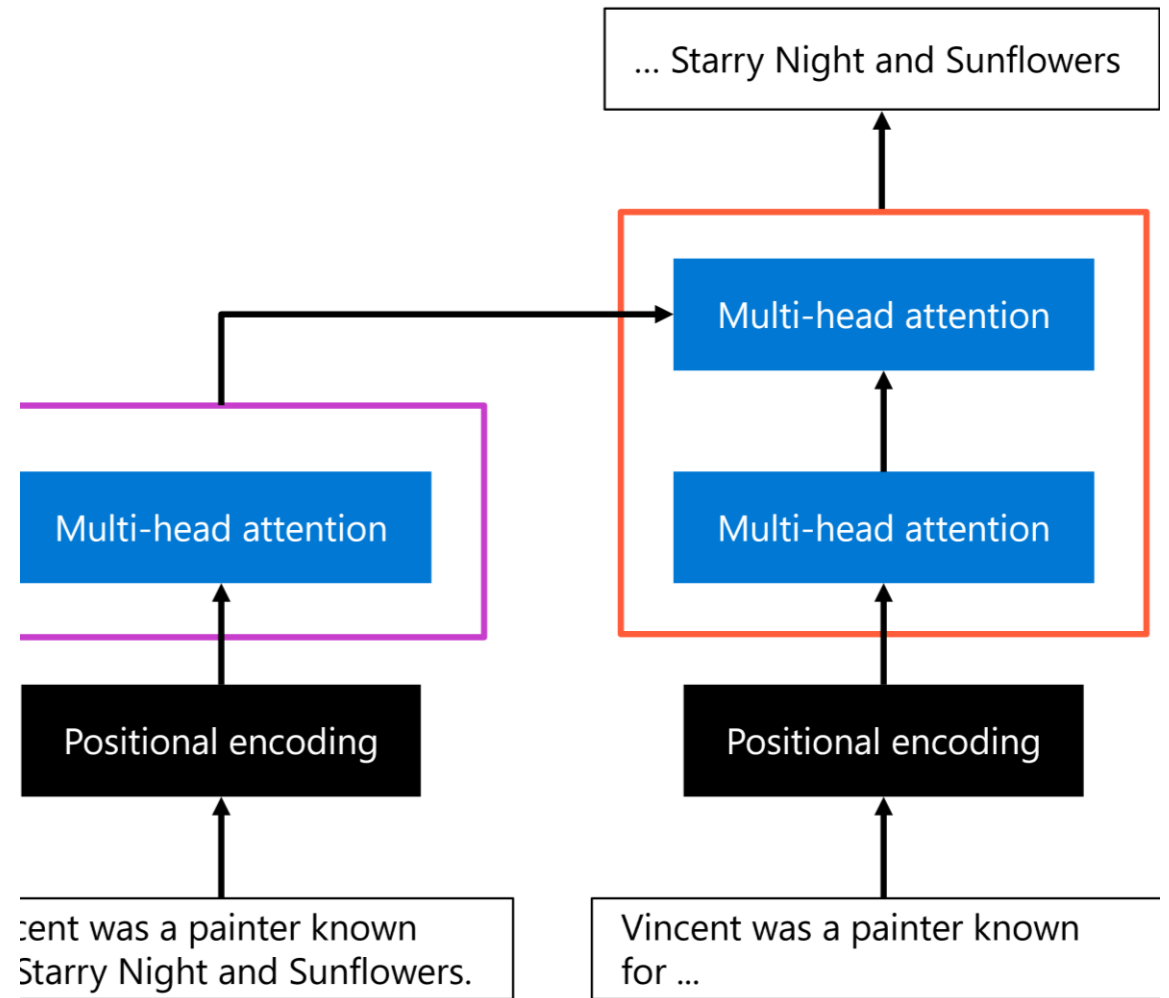 ... Starry Night and Sunflowers
Multi-head attention
Multi-head attention
Multi-head attention
Positional encoding
Positional encoding
was a painter known
Starry Night and Sunflowers.
Vincent was a painter known
for ...